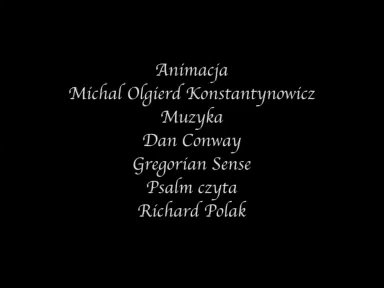 Animacja
Michal Olgierd Konstantynowicz
Muzyka
Dan Conway
Gregorian Sense
Psalm czyta
Richard Polak